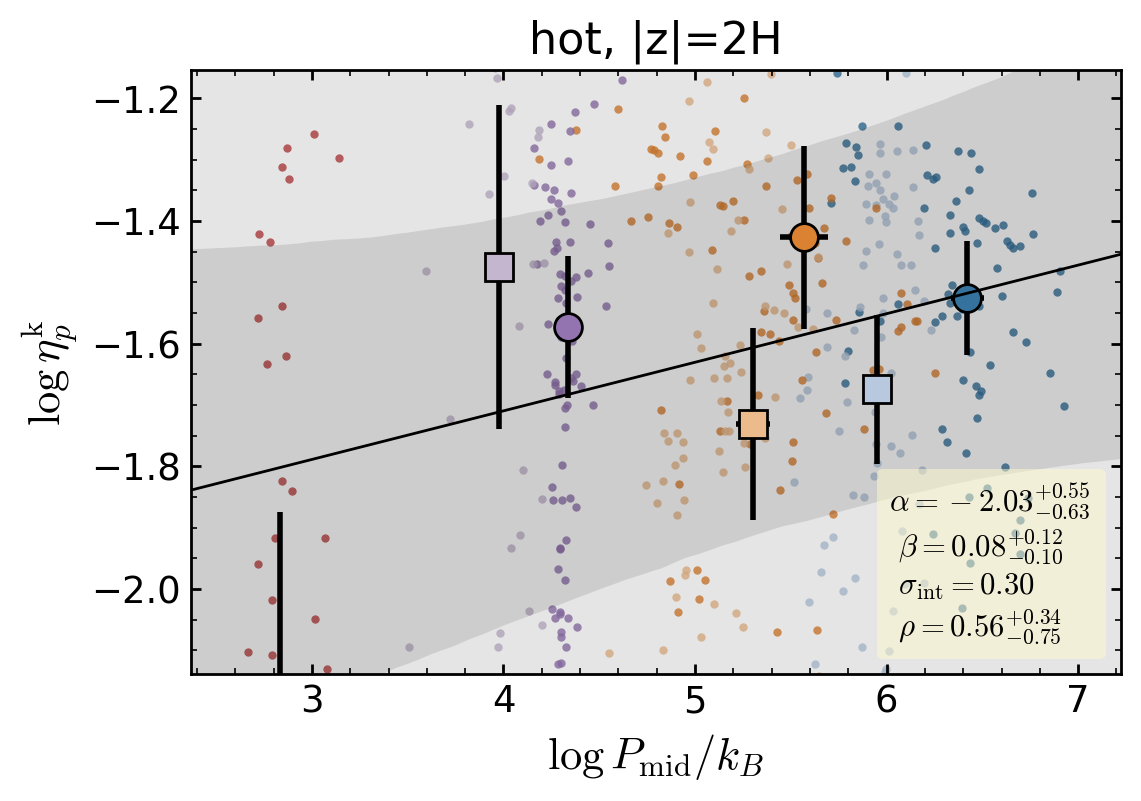 hot, |z|=2H
−1.2
−1.4
−1.6
−1.8
−2.0
log η_p^k
α = −2.03^{+0.55}_{−0.63}
β = 0.08^{+0.12}_{−0.10}
σ_int = 0.30
ρ = 0.56^{+0.34}_{−0.75}
3 4 5 6 7
log P_mid/k_B